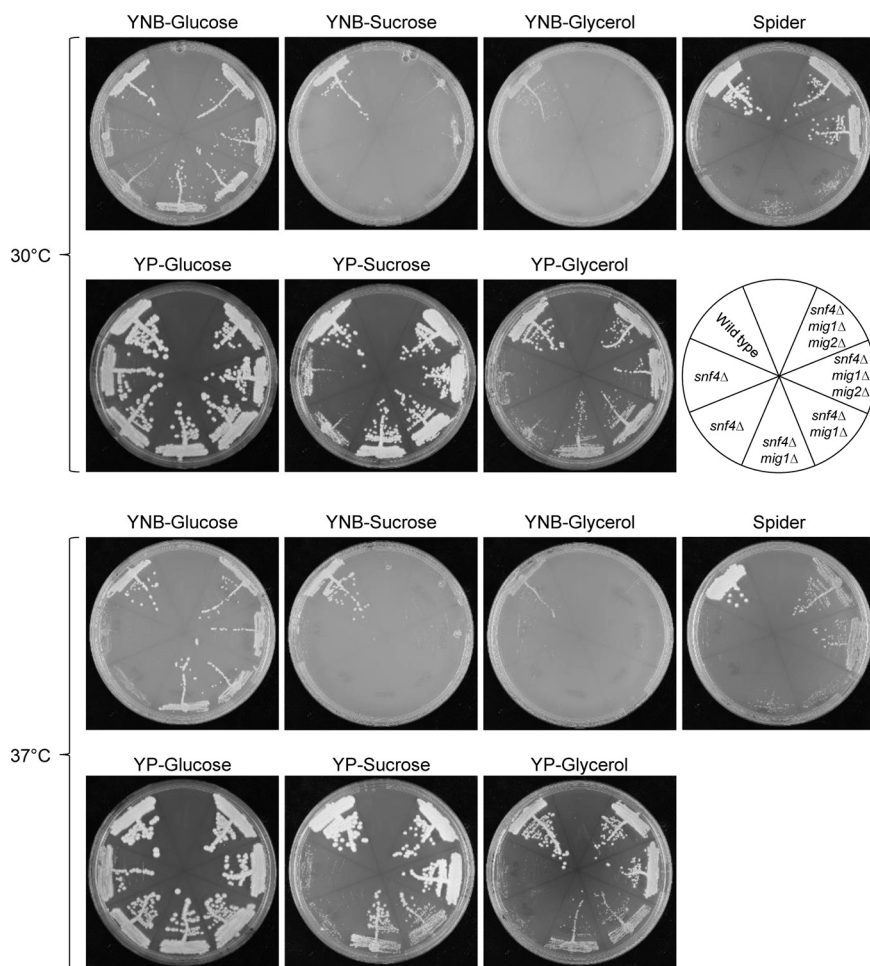 YNB-Glucose YNB-Sucrose YNB-Glycerol Spider
30°C
YP-Glucose YP-Sucrose YP-Glycerol
Wild type
snf4Δ
mig1Δ
mig2Δ
snf4Δ
mig1Δ
mig2Δ
snf4Δ
snf4Δ
mig1Δ
snf4Δ
snf4Δ
mig1Δ
YNB-Glucose YNB-Sucrose YNB-Glycerol Spider
37°C
YP-Glucose YP-Sucrose YP-Glycerol